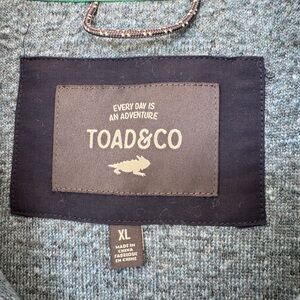 EVERY DAY IS
AN ADVENTURE
TOAD&CO
XL
MADE IN
CHINA
FABRIQUÉ
EN CHINE